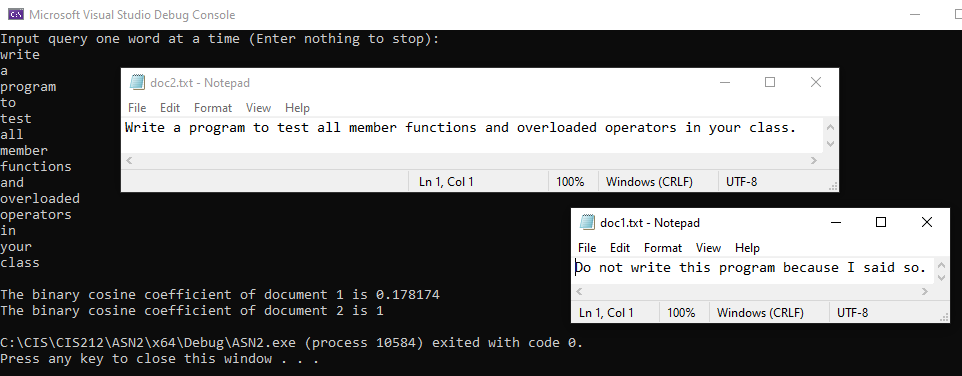 Microsoft Visual Studio Debug Console
Input query one word at a time (Enter nothing to stop):
write
a
program
to
test
all
member
functions
and
overloaded
operators
in
your
class
The binary cosine coefficient of document 1 is 0.178174
The binary cosine coefficient of document 2 is 1
C:\CIS\CIS212\ASN2\x64\Debug\ASN2.exe (process 10584) exited with code 0.
Press any key to close this window . . .
doc2.txt - Notepad
File Edit Format View Help
Write a program to test all member functions and overloaded operators in your class.
Ln 1, Col 1 100% Windows (CRLF) UTF-8
doc1.txt - Notepad
File Edit Format View Help
Do not write this program because I said so.
Ln 1, Col 1 100% Windows (CRLF) UTF-8